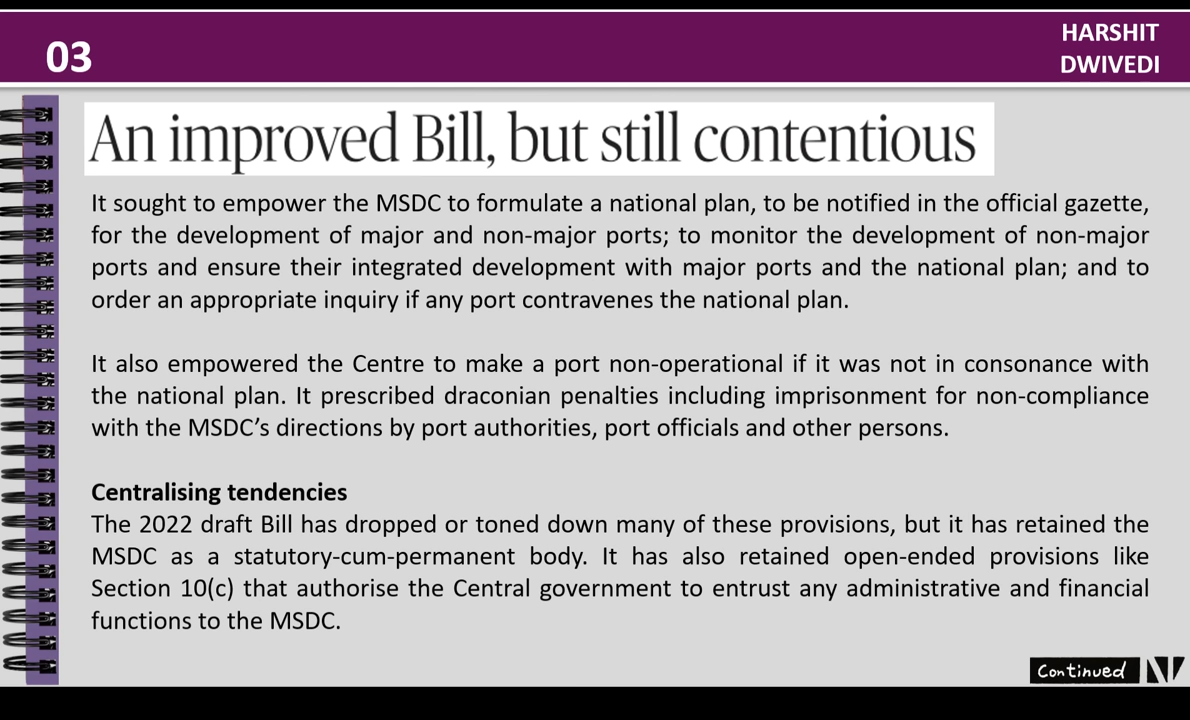 03
HARSHIT
DWIVEDI
An improved Bill, but still contentious
It sought to empower the MSDC to formulate a national plan, to be notified in the official gazette,
for the development of major and non-major ports; to monitor the development of non-major
ports and ensure their integrated development with major ports and the national plan; and to
order an appropriate inquiry if any port contravenes the national plan.
It also empowered the Centre to make a port non-operational if it was not in consonance with
the national plan. It prescribed draconian penalties including imprisonment for non-compliance
with the MSDC’s directions by port authorities, port officials and other persons.
Centralising tendencies
The 2022 draft Bill has dropped or toned down many of these provisions, but it has retained the
MSDC as a statutory-cum-permanent body. It has also retained open-ended provisions like
Section 10(c) that authorise the Central government to entrust any administrative and financial
functions to the MSDC.
Continued